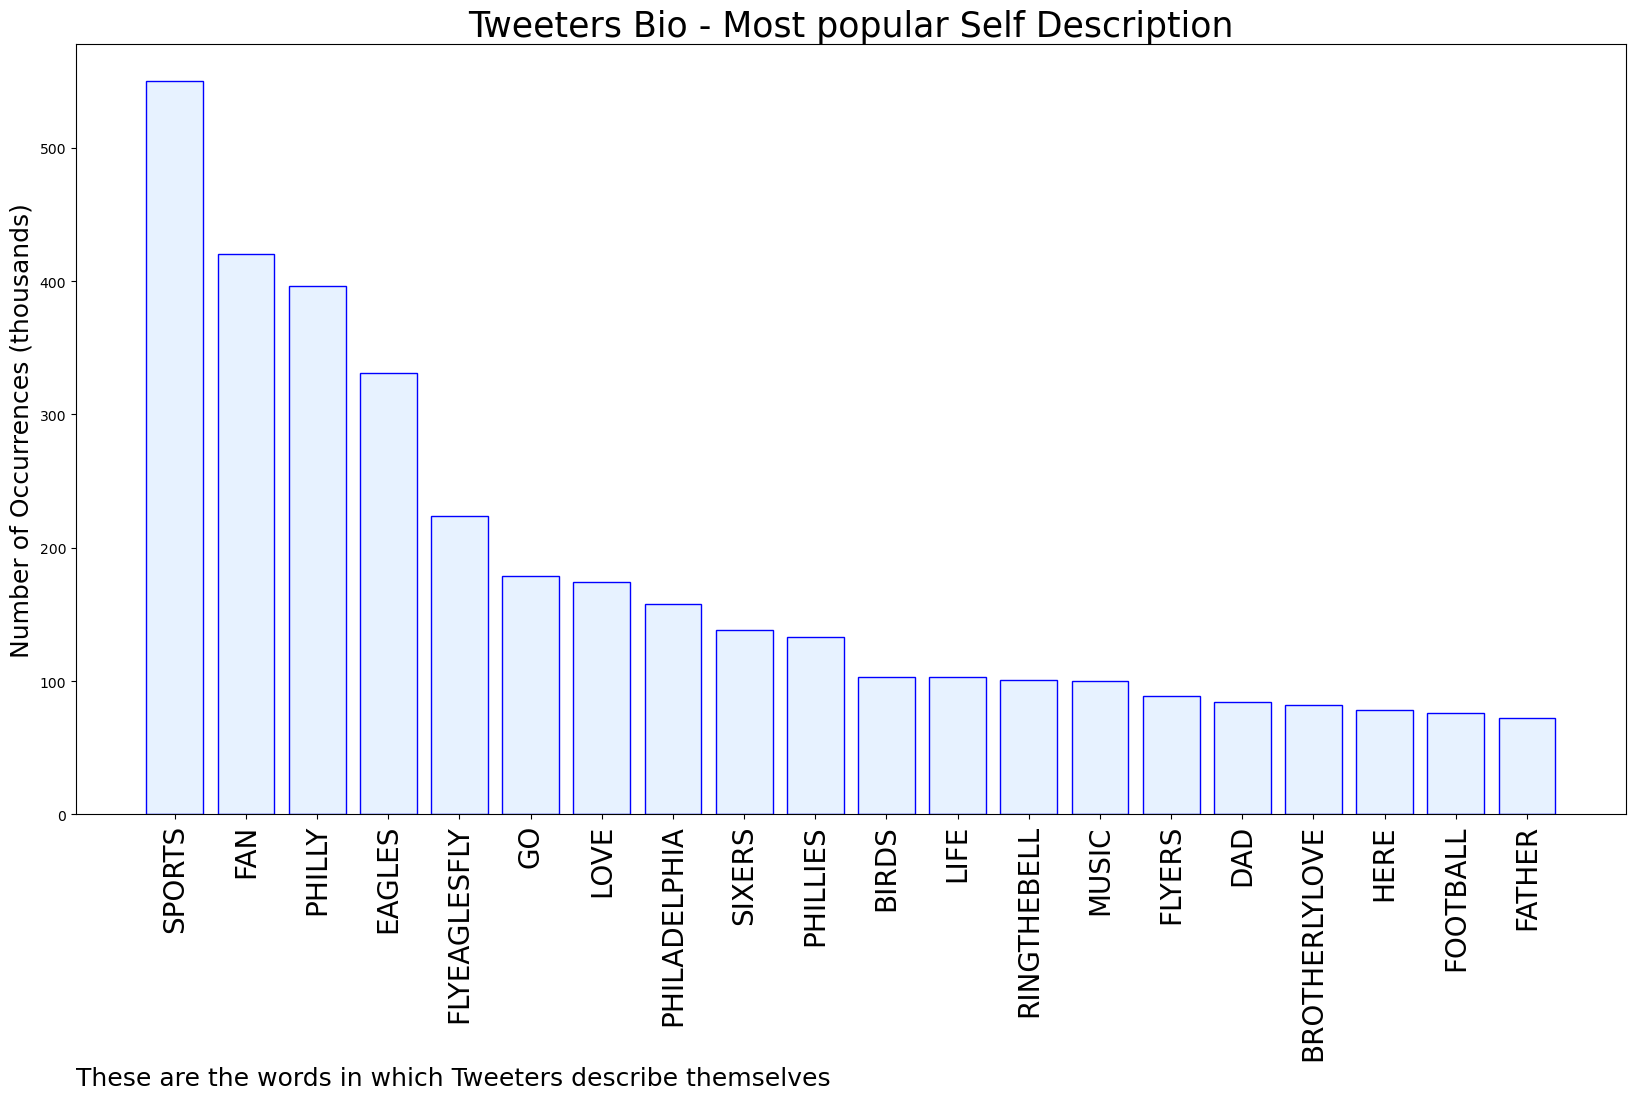 Tweeters Bio - Most popular Self Description
Number of Occurrences (thousands)
500
400
300
200
100
0
SPORTS
FAN
PHILLY
EAGLES
FLYEAGLESFLY
GO
LOVE
PHILADELPHIA
SIXERS
PHILLIES
BIRDS
LIFE
RINGTHEBELL
MUSIC
FLYERS
DAD
BROTHERLYLOVE
HERE
FOOTBALL
FATHER
These are the words in which Tweeters describe themselves